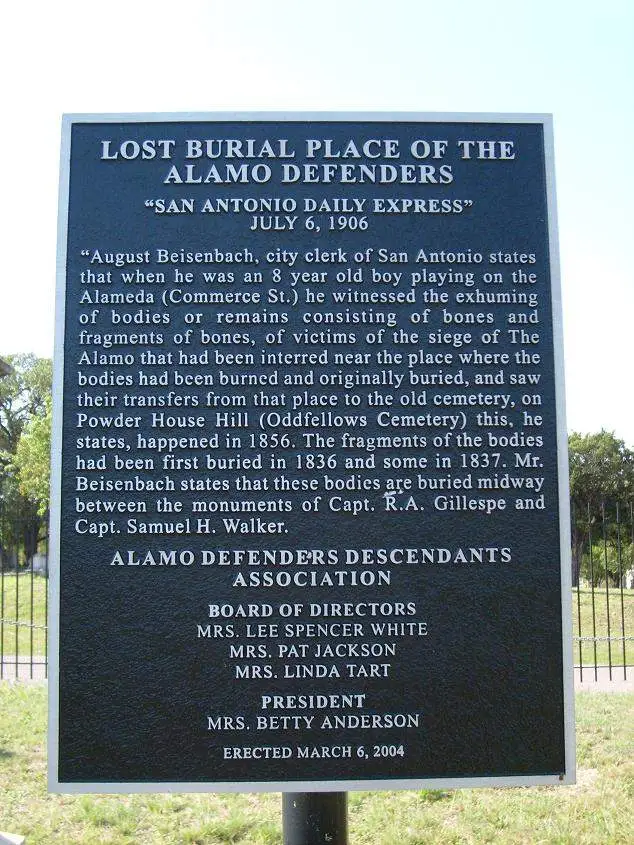 LOST BURIAL PLACE OF THE
ALAMO DEFENDERS
"SAN ANTONIO DAILY EXPRESS"
JULY 6, 1906
"August Beisenbach, city clerk of San Antonio states
that when he was an 8 year old boy playing on the
Alameda (Commerce St.) he witnessed the exhuming
of bodies or remains consisting of bones and
fragments of bones, of victims of the siege of The
Alamo that had been interred near the place where the
bodies had been burned and originally buried, and saw
their transfers from that place to the old cemetery, on
Powder House Hill (Oddfellows Cemetery) this, he
states, happened in 1856. The fragments of the bodies
had been first buried in 1836 and some in 1837. Mr.
Beisenbach states that these bodies are buried midway
between the monuments of Capt. R.A. Gillespe and
Capt. Samuel H. Walker.
ALAMO DEFENDERS DESCENDANTS
ASSOCIATION
BOARD OF DIRECTORS
MRS. LEE SPENCER WHITE
MRS. PAT JACKSON
MRS. LINDA TART
PRESIDENT
MRS. BETTY ANDERSON
ERECTED MARCH 6, 2004